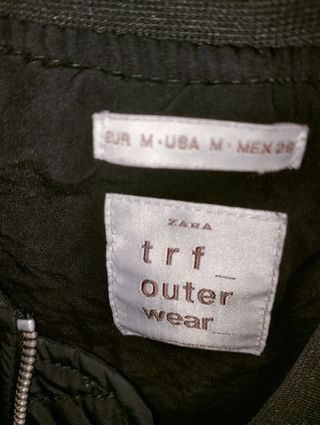 EUR M · USA M · MEX 28
ZARA
trf_
outer
wear_